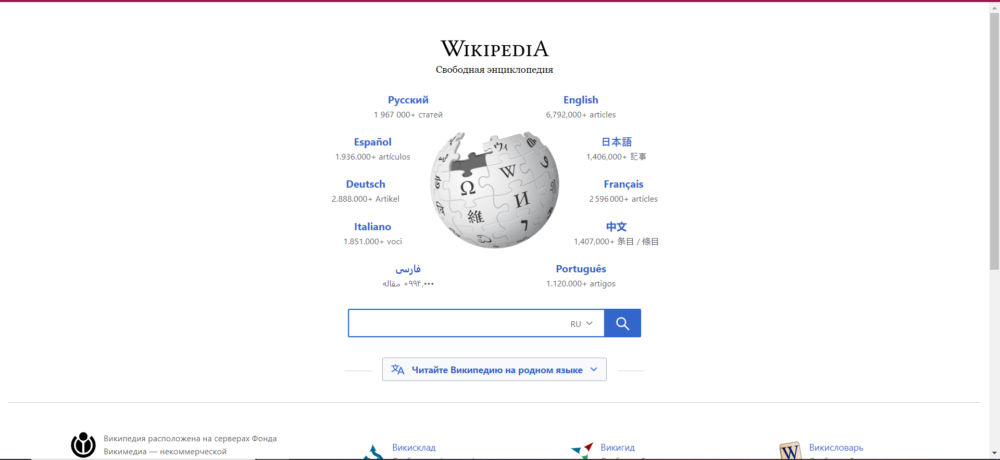 WIKIPEDIA
Свободная энциклопедия
Русский
1 967 000+ статей
English
6,792,000+ articles
Español
1.936.000+ artículos
日本語
1,406,000+ 記事
Deutsch
2.888.000+ Artikel
Français
2 596 000+ articles
Italiano
1.851.000+ voci
中文
1,407,000+ 条目 / 條目
فارسی
۹۹۴٬۰۰۰+ مقاله
Português
1.120.000+ artigos
Ω
W
И
維
ウィ
RU
Читайте Википедию на родном языке
Википедия расположена на серверах Фонда
Викимедиа — некоммерческой
Викисклад
Викигид
W
Викисловарь